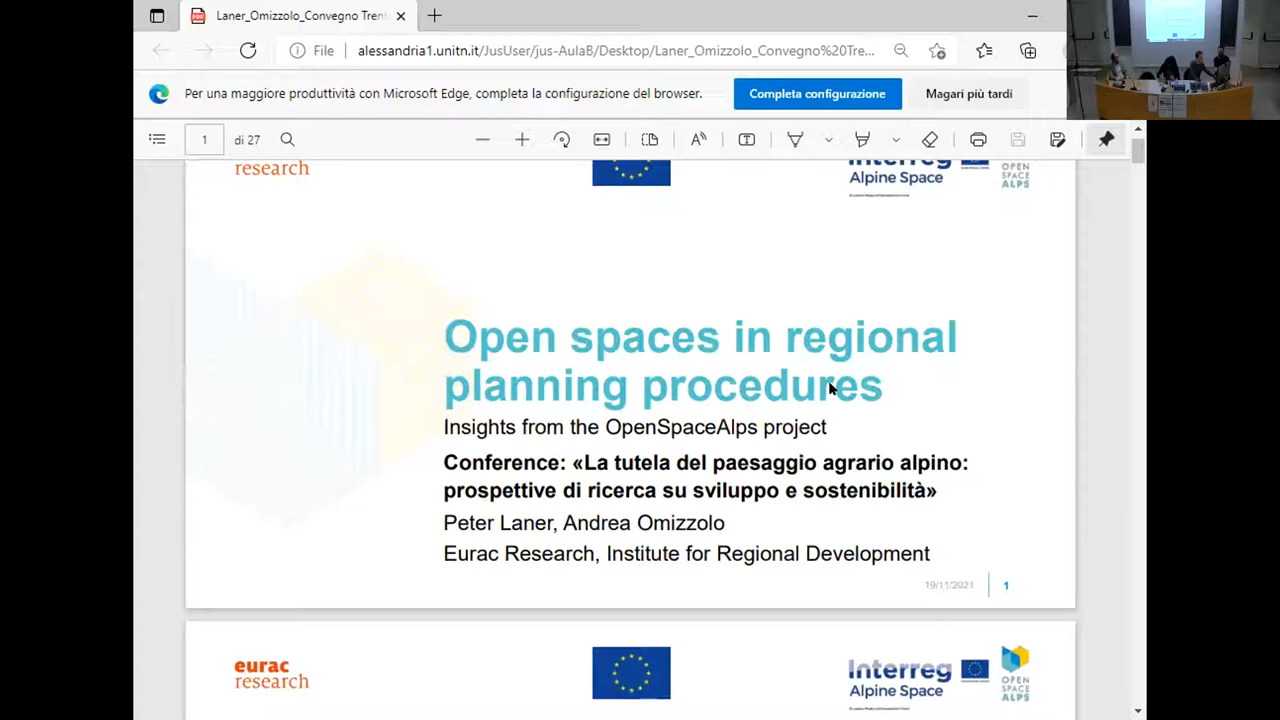 Laner_Omizzolo_Convegno Trent
File
alessandria1.unitn.it/JusUser/jus-AulaB/Desktop/Laner_Omizzolo_Convegno%20Tre...
Per una maggiore produttività con Microsoft Edge, completa la configurazione del browser.
Completa configurazione
Magari più tardi
1 di 27
research
Interreg
Alpine Space
OPEN
SPACE
ALPS
Open spaces in regional
planning procedures
Insights from the OpenSpaceAlps project
Conference: «La tutela del paesaggio agrario alpino:
prospettive di ricerca su sviluppo e sostenibilità»
Peter Laner, Andrea Omizzolo
Eurac Research, Institute for Regional Development
19/11/2021
1
eurac
research
Interreg
Alpine Space
OPEN
SPACE
ALPS